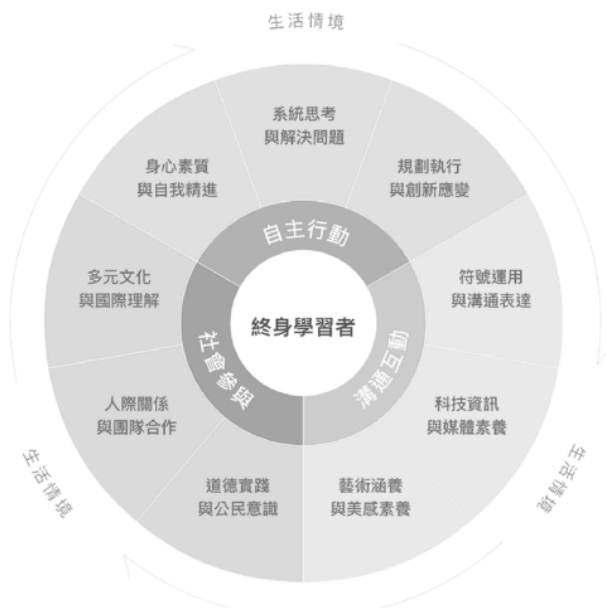 生活情境
系統思考
與解決問題
身心素質
與自我精進
規劃執行
與創新應變
自主行動
多元文化
與國際理解
符號運用
與溝通表達
終身學習者
社會參與
溝通互動
人際關係
與團隊合作
科技資訊
與媒體素養
道德實踐
與公民意識
藝術涵養
與美感素養
生活情境
生活情境